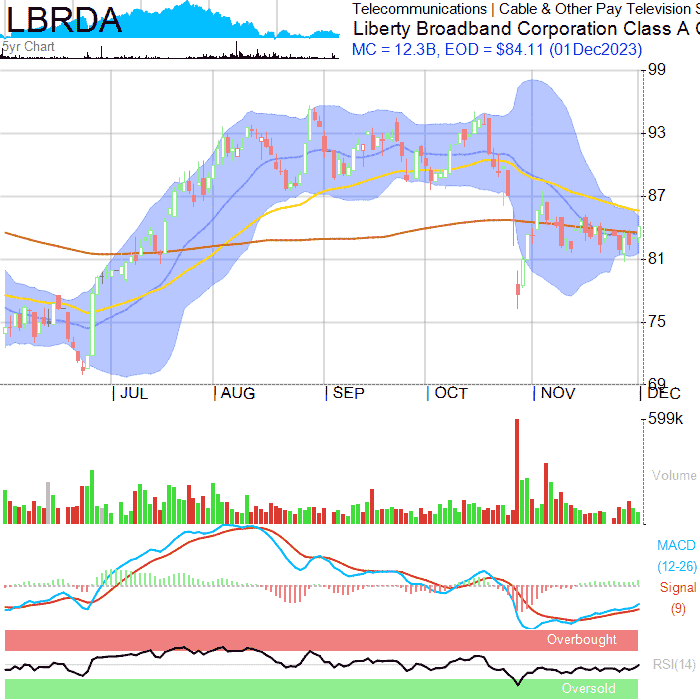 LBRDA
5yr Chart
Telecommunications | Cable & Other Pay Television S
Liberty Broadband Corporation Class A C
MC = 12.3B, EOD = $84.11 (01Dec2023)
99
93
87
81
75
69
JUL AUG SEP OCT NOV DEC
599k
Volume
MACD
(12-26)
Signal
(9)
Overbought
RSI(14)
Oversold